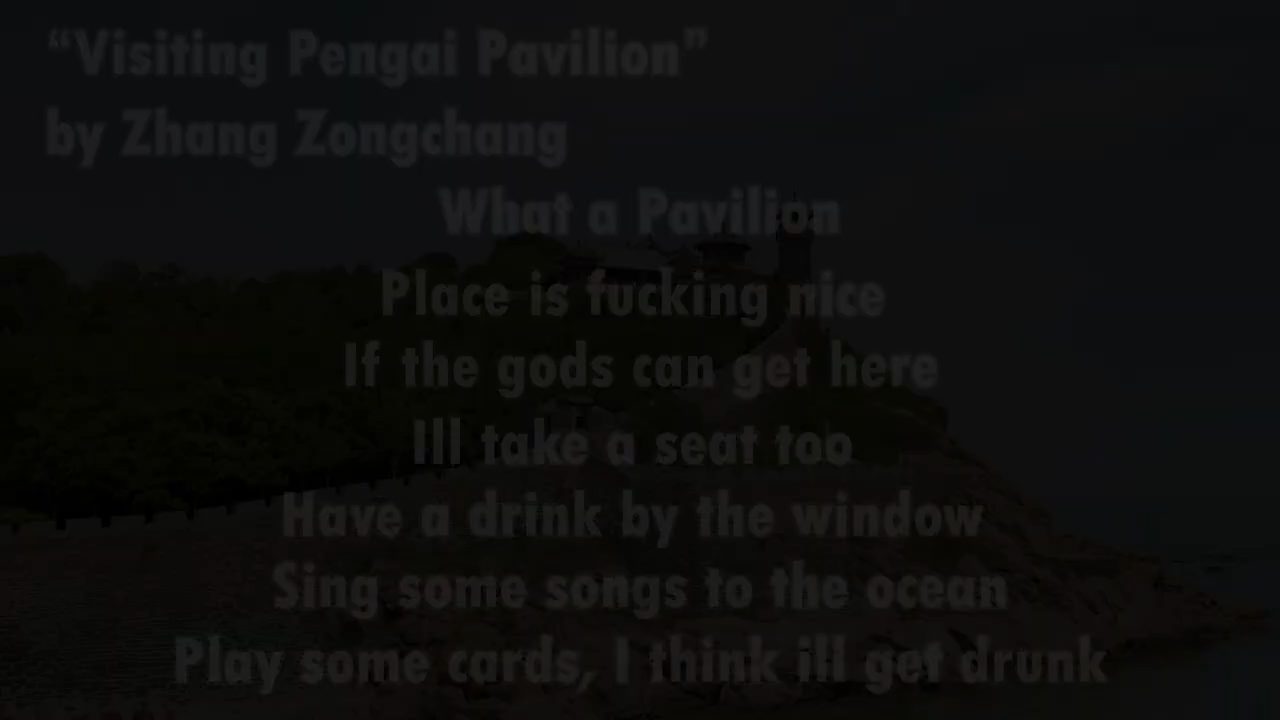 “Visiting Pengai Pavilion”
by Zhang Zongchang
What a Pavilion
Place is fucking nice
If the gods can get here
Ill take a seat too
Have a drink by the window
Sing some songs to the ocean
Play some cards, I think ill get drunk